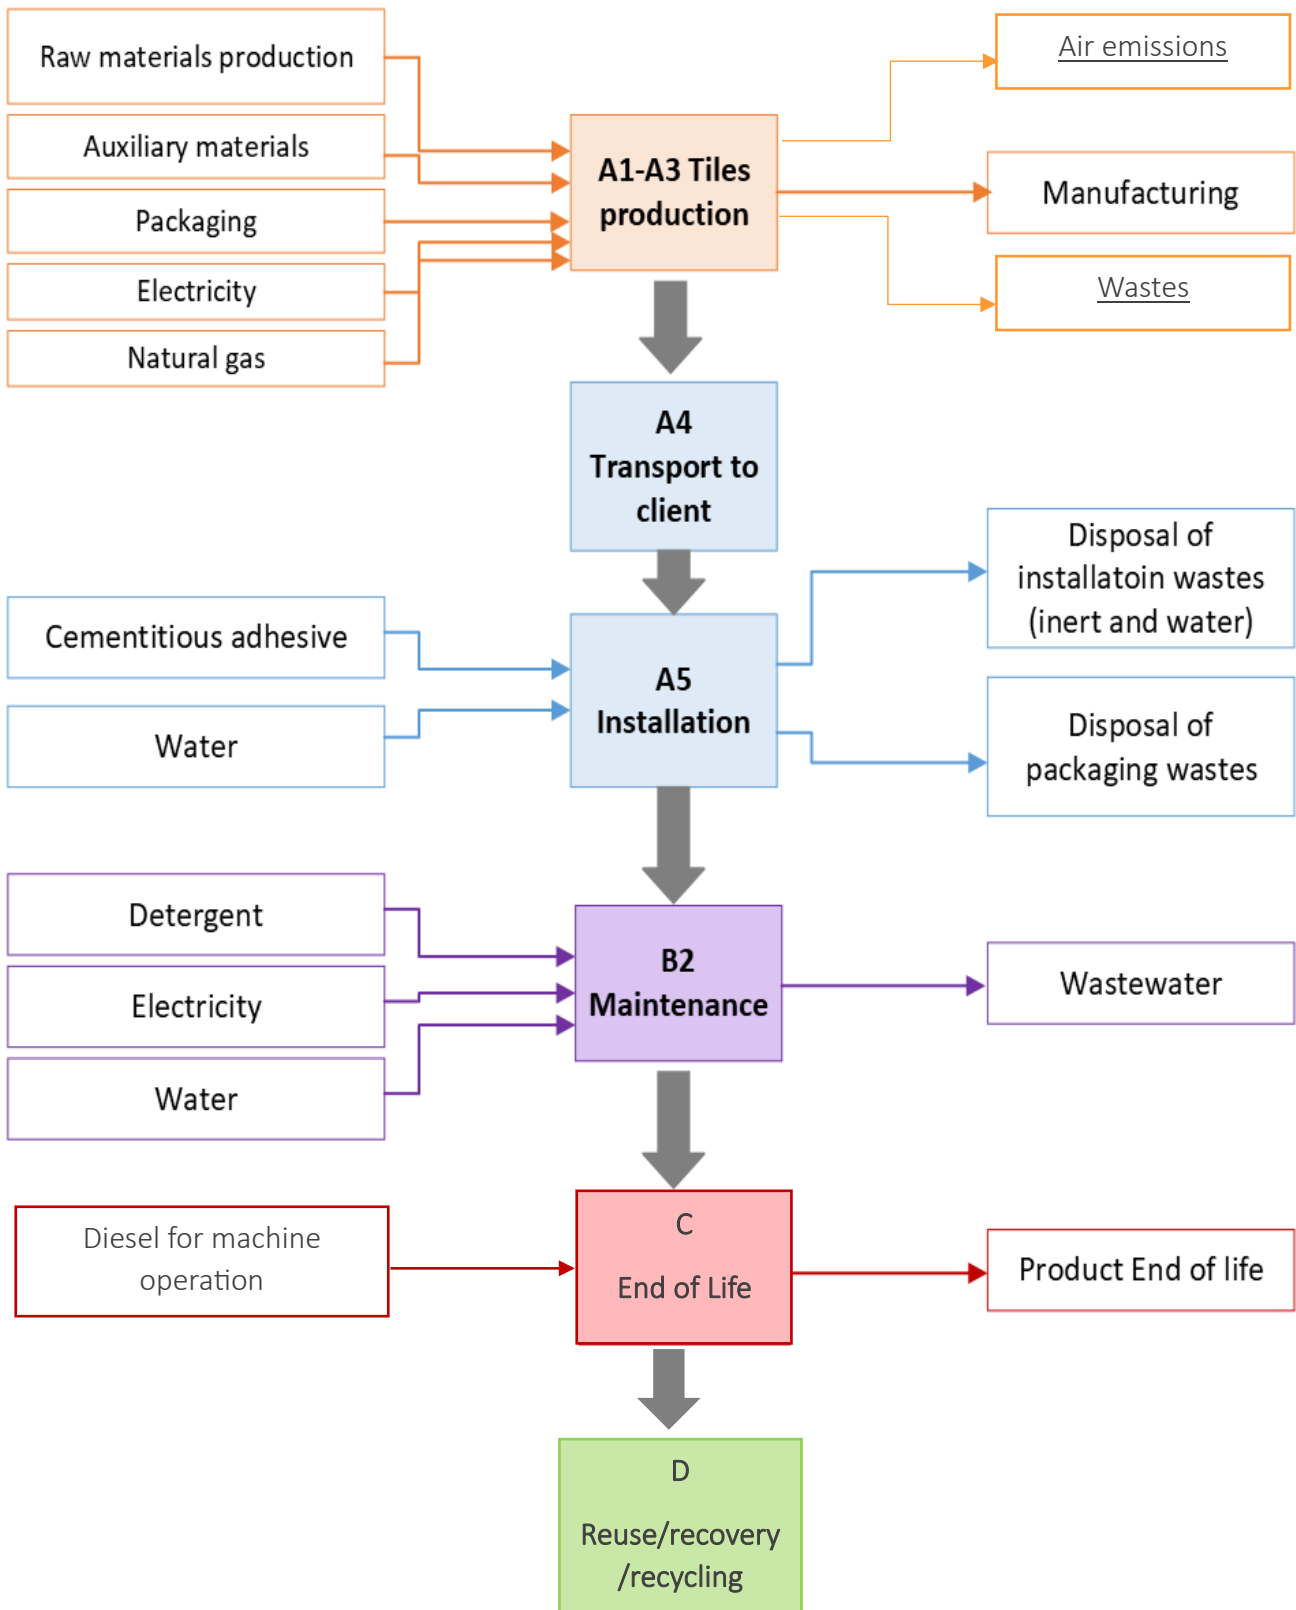 Raw materials production
Auxiliary materials
Packaging
Electricity
Natural gas
A1-A3 Tiles
production
Air emissions
Manufacturing
Wastes
A4
Transport to
client
Cementitious adhesive
Water
A5
Installation
Disposal of
installatoin wastes
(inert and water)
Disposal of
packaging wastes
Detergent
Electricity
Water
B2
Maintenance
Wastewater
Diesel for machine
operation
C
End of Life
Product End of life
D
Reuse/recovery
/recycling